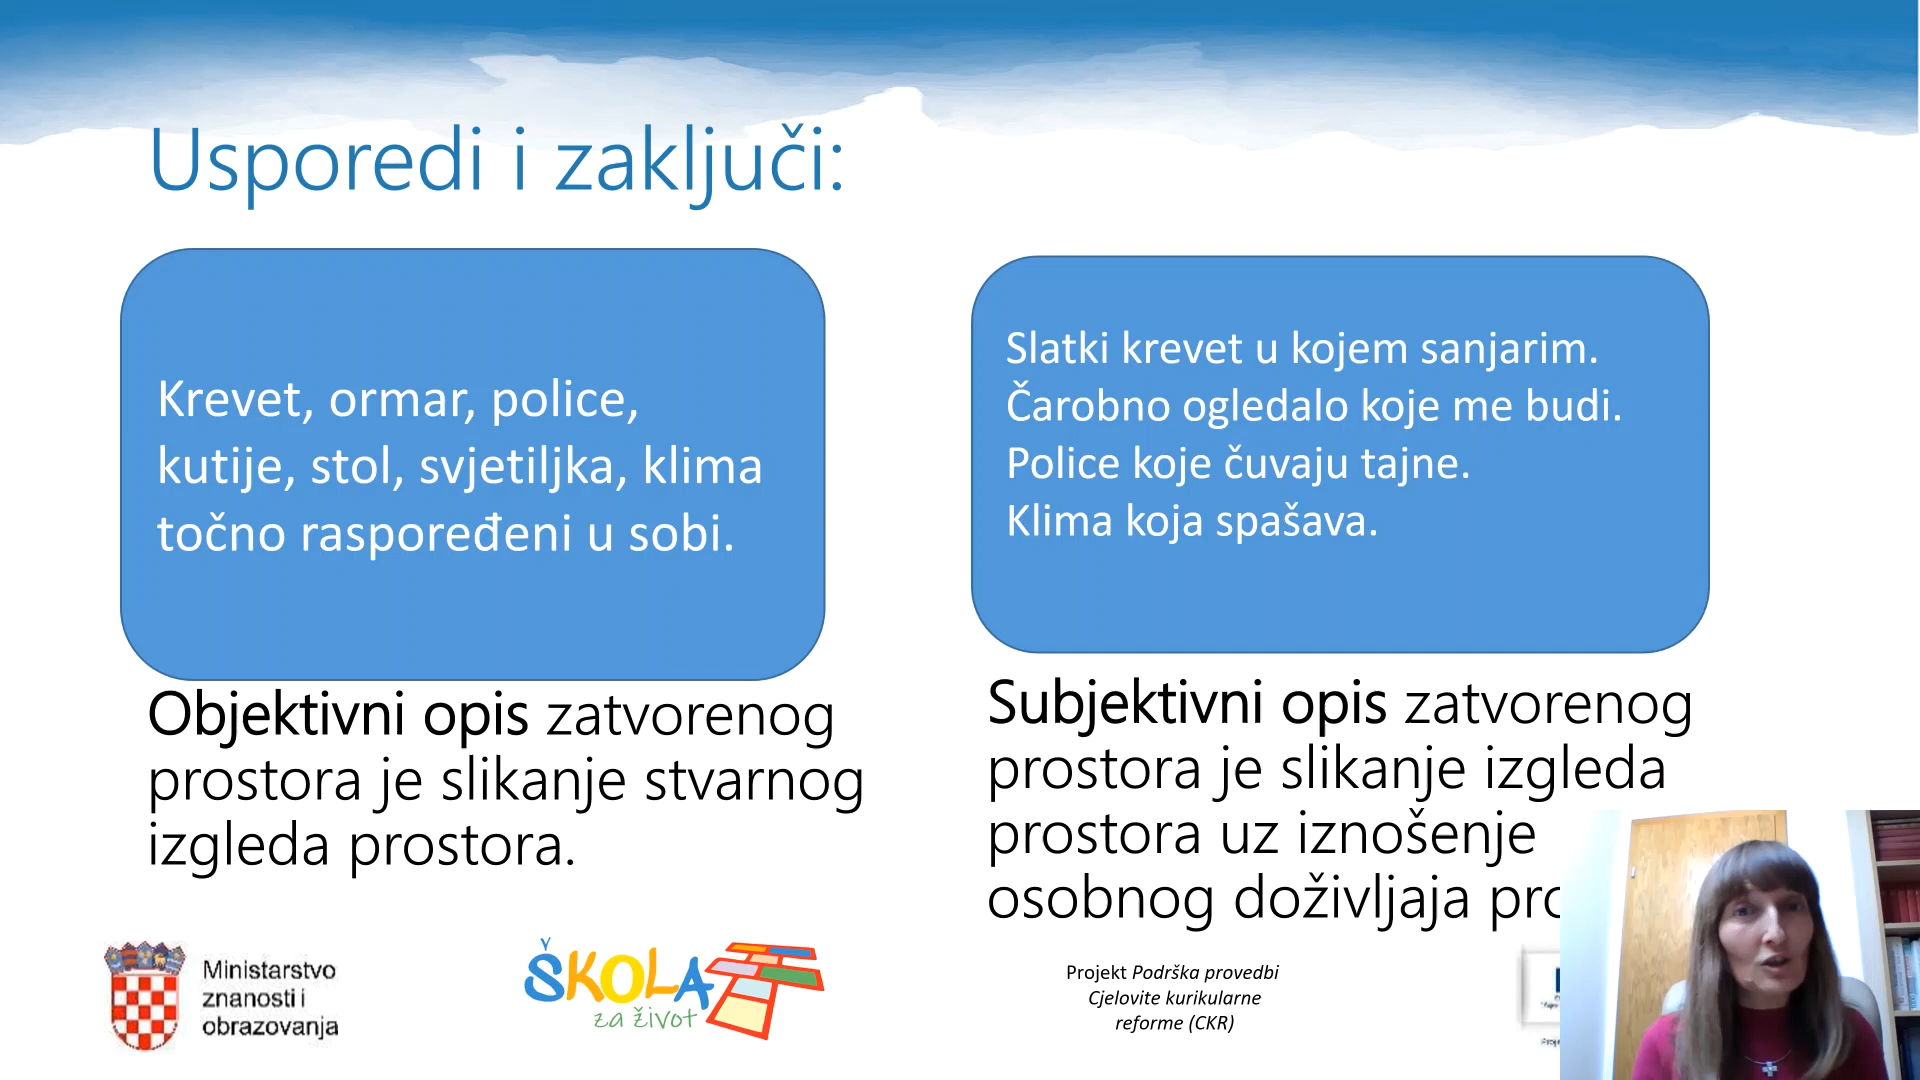 Usporedi i zaključi:
Krevet, ormar, police,
kutije, stol, svjetiljka, klima
točno raspoređeni u sobi.
Objektivni opis zatvorenog
prostora je slikanje stvarnog
izgleda prostora.
Slatki krevet u kojem sanjarim.
Čarobno ogledalo koje me budi.
Police koje čuvaju tajne.
Klima koja spašava.
Subjektivni opis zatvorenog
prostora je slikanje izgleda
prostora uz iznošenje
osobnog doživljaja
Ministarstvo
znanosti i
obrazovanja
ŠKOLA
za život
Projekt Podrška provedbi
Cjelovite kurikularne
reforme (CKR)